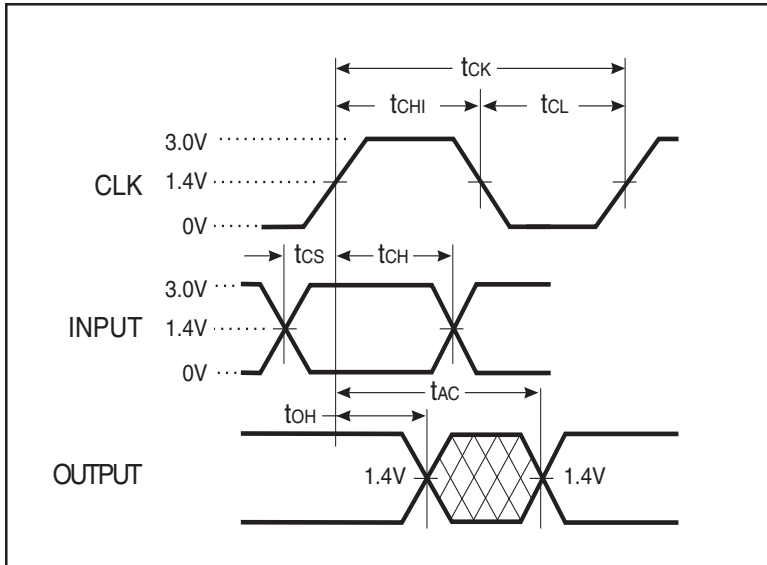 tCK
tCHI tCL
3.0V
CLK 1.4V
0V
tCS tCH
3.0V
INPUT 1.4V
0V
tAC
tOH
OUTPUT 1.4V 1.4V